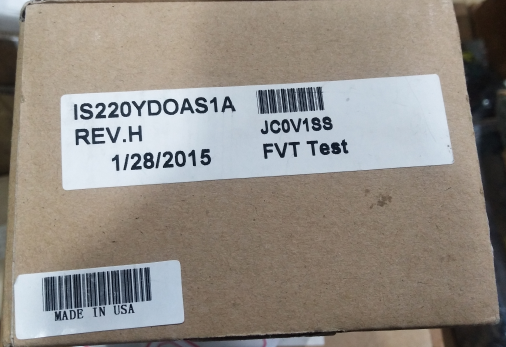 IS220YDOAS1A
REV.H
1/28/2015
JC0V1SS
FVT Test
MADE IN USA